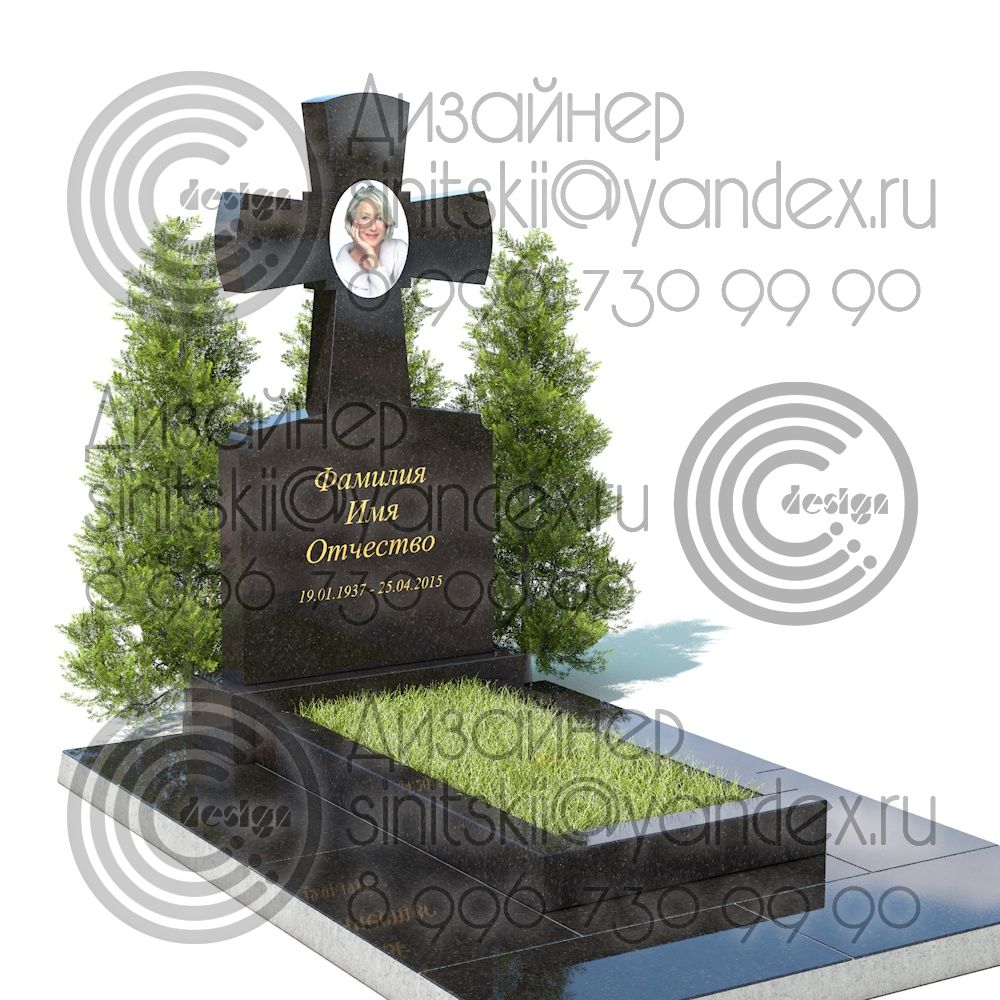 Дизайнер
sinitskii@yandex.ru
8 996 730 99 90
design
Дизайнер
sinitskii@yandex.ru
8 996 730 99 90
design
Фамилия
Имя
Отчество
19.01.1937 - 25.04.2015
Дизайнер
sinitskii@yandex.ru
8 996 730 99 90
design